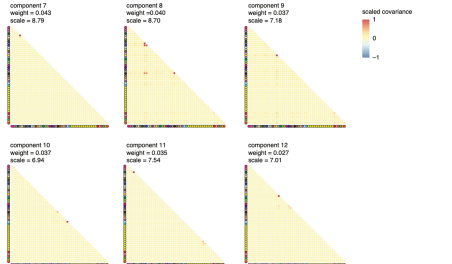 component 7
weight = 0.043
scale = 8.79
component 8
weight =0.040
scale = 8.70
component 9
weight = 0.037
scale = 7.18
scaled covariance
1
0
−1
component 10
weight = 0.037
scale = 6.94
component 11
weight = 0.035
scale = 7.54
component 12
weight = 0.027
scale = 7.01